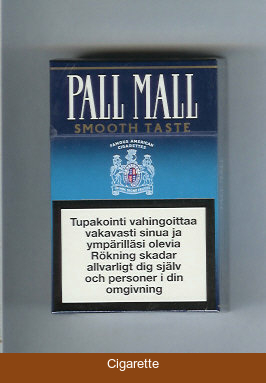 PALL MALL
SMOOTH TASTE
FAMOUS AMERICAN
CIGARETTES
Tupakointi vahingoittaa
vakavasti sinua ja
ympärilläsi olevia
Rökning skadar
allvarligt dig själv
och personer i din
omgivning
Cigarette